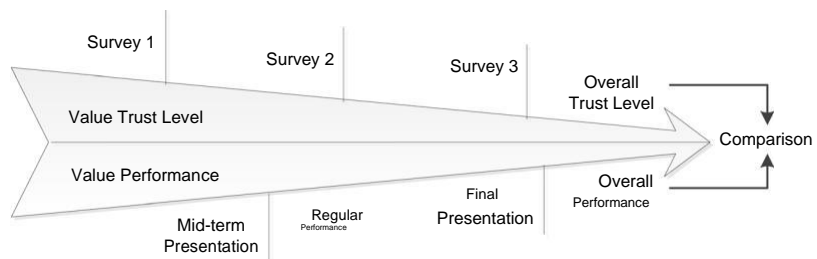 Survey 1
Survey 2
Survey 3
Overall
Trust Level
Value Trust Level
Comparison
Value Performance
Overall
Performance
Mid-term
Presentation
Regular
Performance
Final
Presentation